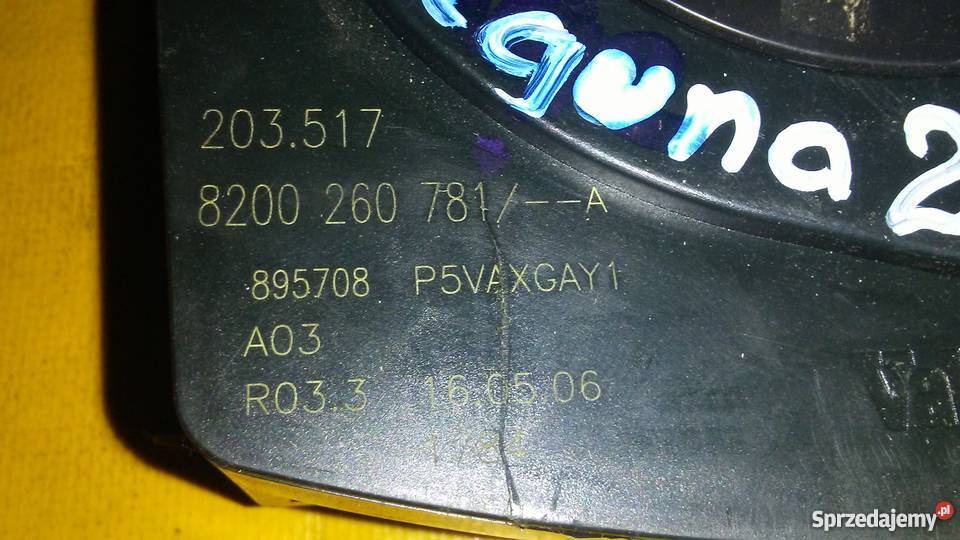 guna 2
203.517
8200 260 781/--A
895708 P5VAXGAY1
A03
R03.3 16.05.06
Sprzedajemy.pl